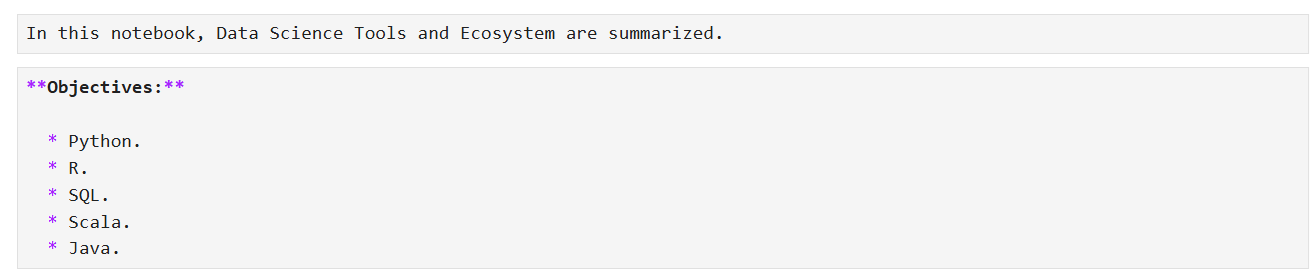 In this notebook, Data Science Tools and Ecosystem are summarized.
**Objectives:**
* Python.
* R.
* SQL.
* Scala.
* Java.